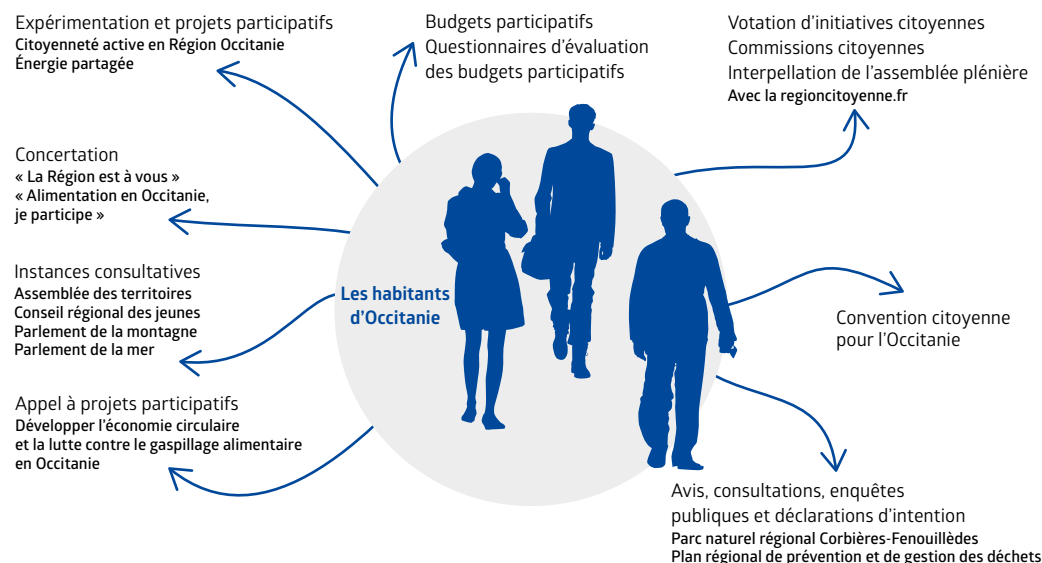 Expérimentation et projets participatifs
Citoyenneté active en Région Occitanie
Énergie partagée
Budgets participatifs
Questionnaires d'évaluation
des budgets participatifs
Votation d'initiatives citoyennes
Commissions citoyennes
Interpellation de l'assemblée plénière
Avec la regioncitoyenne.fr
Concertation
« La Région est à vous »
« Alimentation en Occitanie,
je participe »
Instances consultatives
Assemblée des territoires
Conseil régional des jeunes
Parlement de la montagne
Parlement de la mer
Les habitants
d'Occitanie
Convention citoyenne
pour l'Occitanie
Appel à projets participatifs
Développer l'économie circulaire
et la lutte contre le gaspillage alimentaire
en Occitanie
Avis, consultations, enquêtes
publiques et déclarations d'intention
Parc naturel régional Corbières-Fenouillèdes
Plan régional de prévention et de gestion des déchets